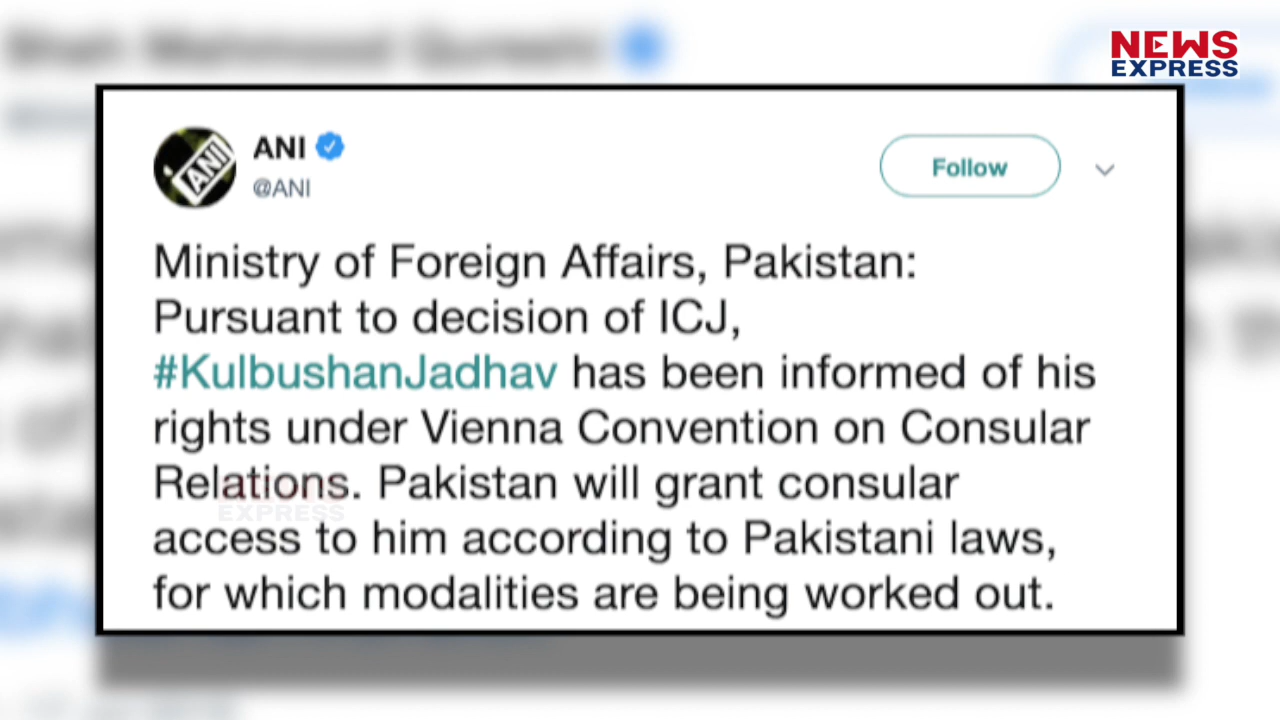 NEWS
EXPRESS
ANI
ANI
@ANI
Follow
Ministry of Foreign Affairs, Pakistan:
Pursuant to decision of ICJ,
#KulbushanJadhav has been informed of his
rights under Vienna Convention on Consular
Relations. Pakistan will grant consular
EXPRESS
access to him according to Pakistani laws,
for which modalities are being worked out.